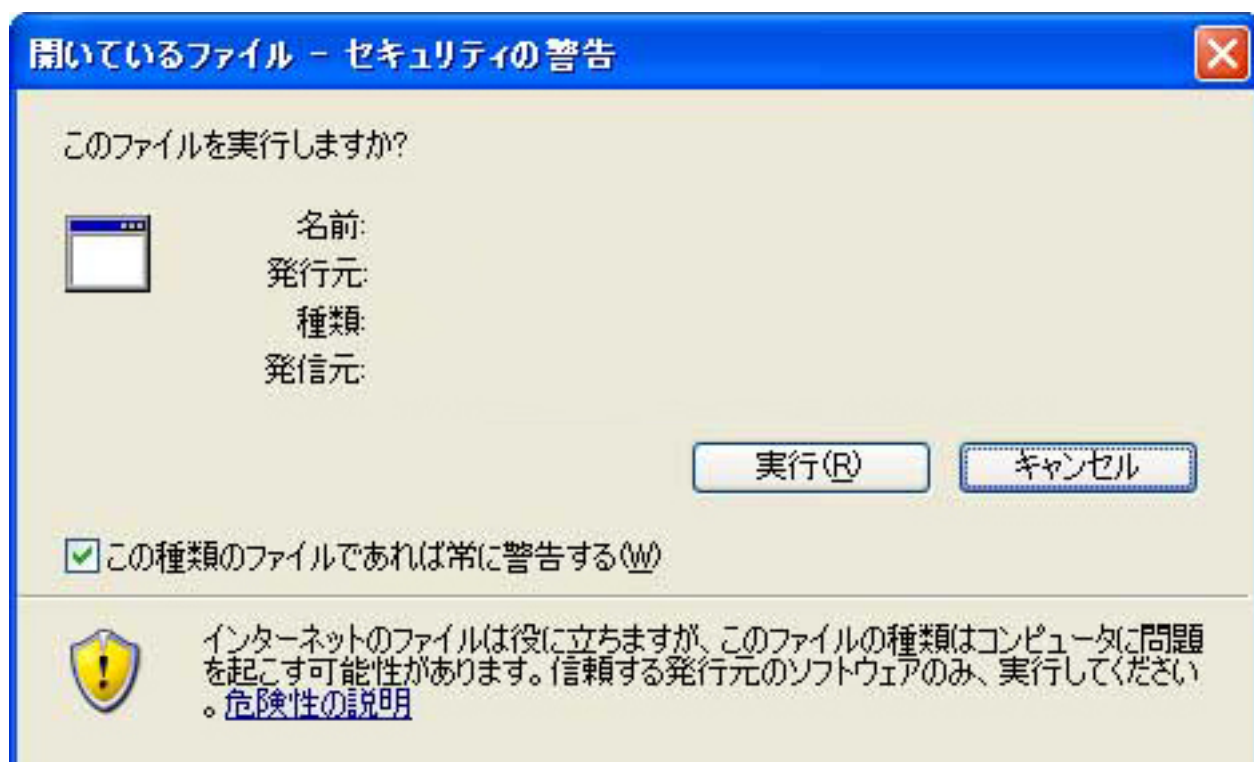 開いているファイル - セキュリティの警告
このファイルを実行しますか?
名前:
発行元:
種類:
発信元:
実行(R)
キャンセル
この種類のファイルであれば常に警告する(W)
インターネットのファイルは役に立ちますが、このファイルの種類はコンピュータに問題
を起こす可能性があります。信頼する発行元のソフトウェアのみ、実行してください
。危険性の説明